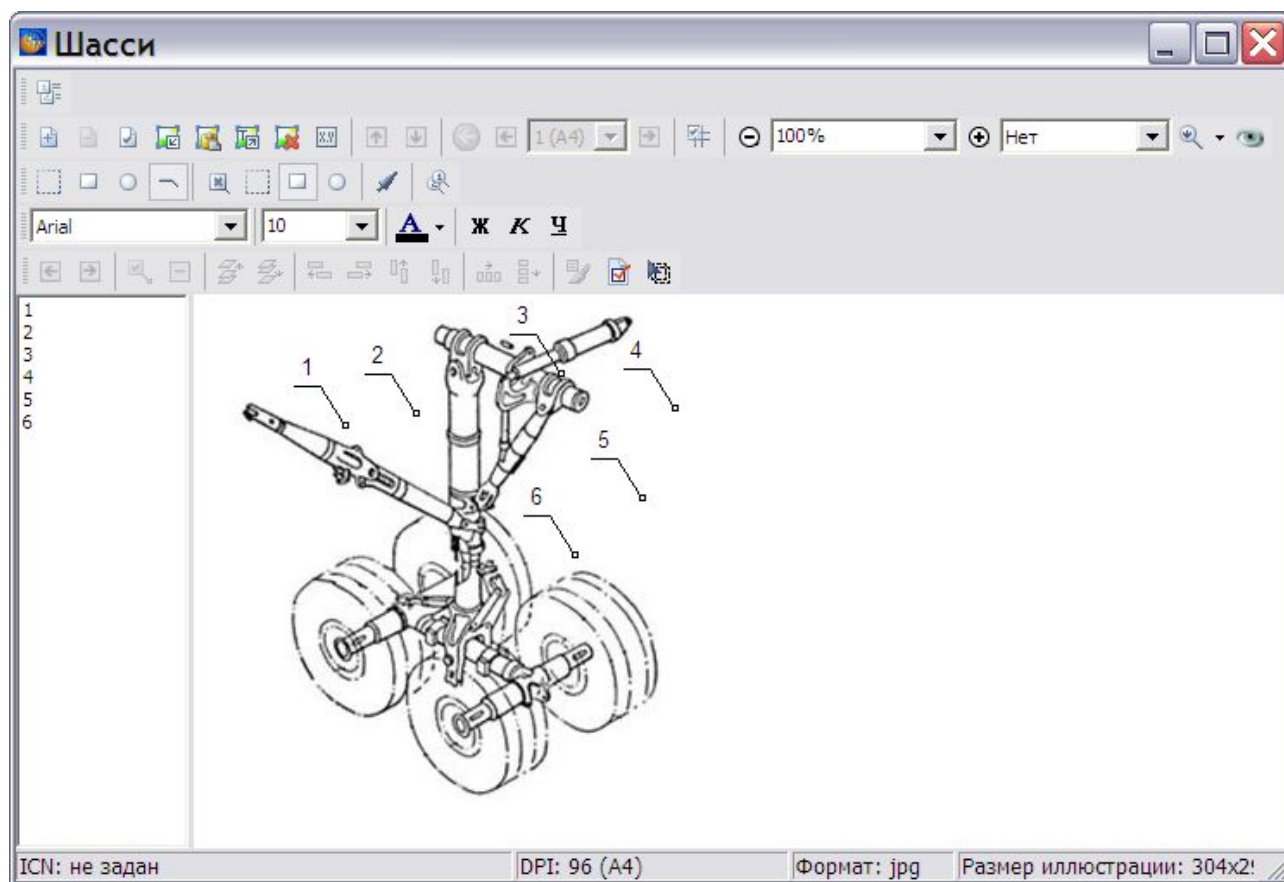 Шасси
1 (A4)
100%
Нет
Arial
10
Ж К Ч
1
2
3
4
5
6
3
4
2
1
5
6
ICN: не задан
DPI: 96 (A4)
Формат: jpg
Размер иллюстрации: 304x2